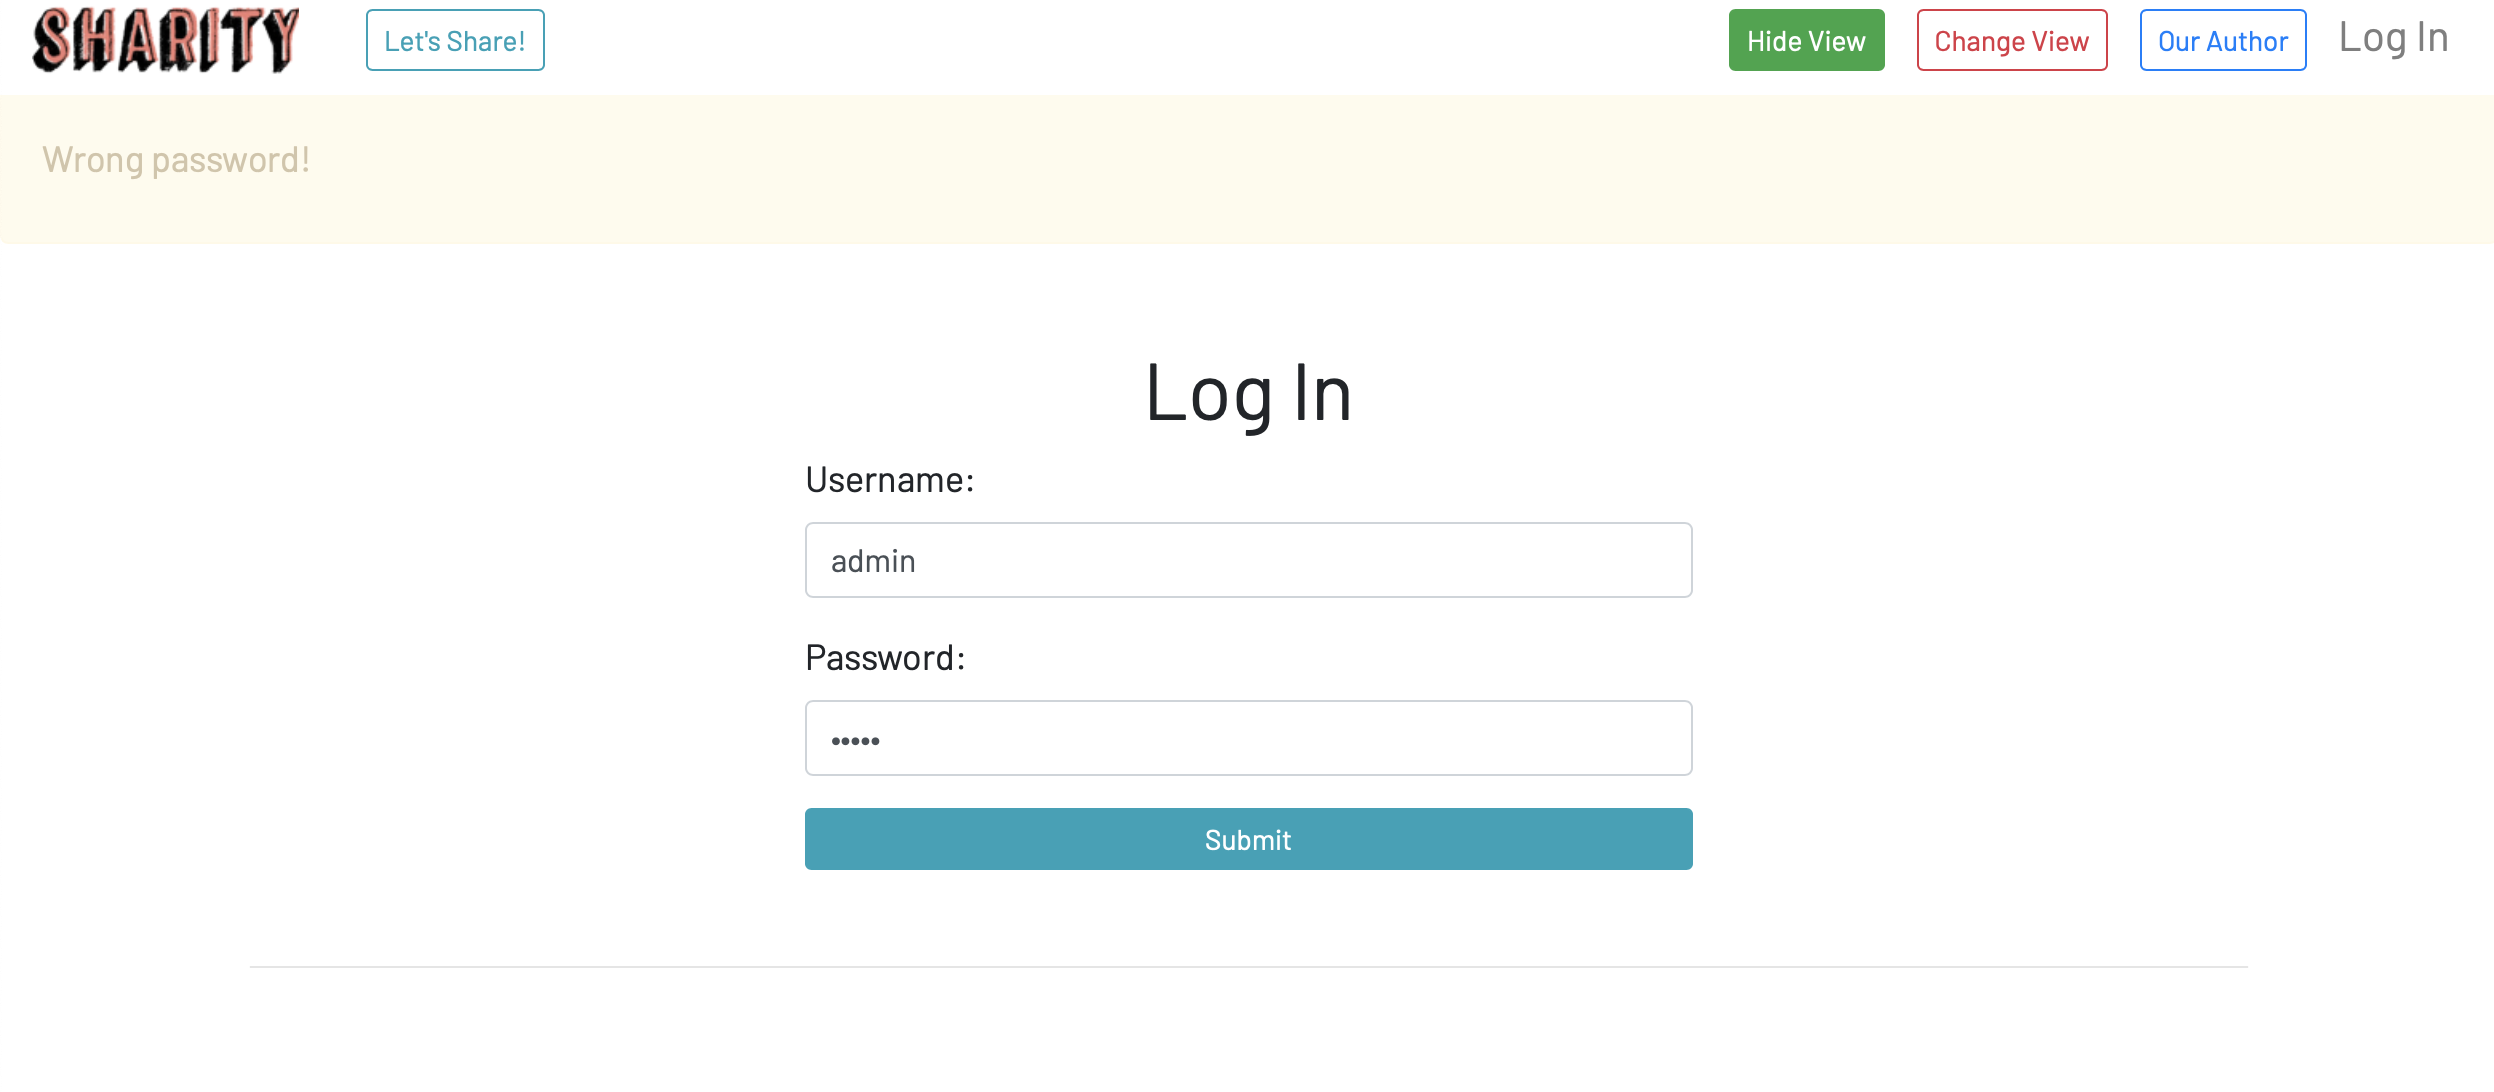 SHARITY
Let's Share!
Hide View
Change View
Our Author
Log In
Wrong password!
Log In
Username:
admin
Password:
•••••
Submit